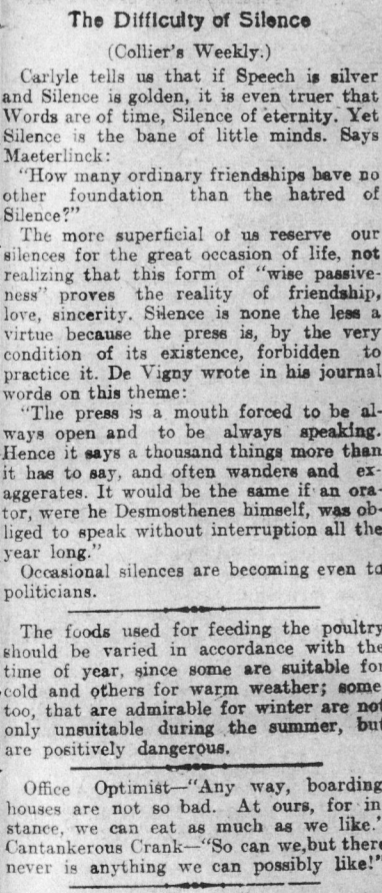 The Difficulty of Silence
(Collier's Weekly.)
Carlyle tells us that if Speech is silver
and Silence is golden, it is even truer that
Words are of time, Silence of eternity. Yet
Silence is the bane of little minds. Says
Maeterlinck:
"How many ordinary friendships have no
other foundation than the hatred of
Silence?"
The more superficial of us reserve our
silences for the great occasion of life, not
realizing that this form of "wise passive-
ness" proves the reality of friendship,
love, sincerity. Silence is none the less a
virtue because the press is, by the very
condition of its existence, forbidden to
practice it. De Vigny wrote in his journal
words on this theme:
"The press is a mouth forced to be al-
ways open and to be always speaking.
Hence it says a thousand things more than
it has to say, and often wanders and ex-
aggerates. It would be the same if an ora-
tor, were he Desmosthenes himself, was ob-
liged to speak without interruption all the
year long."
Occasional silences are becoming even to
politicians.
The foods used for feeding the poultry
should be varied in accordance with the
time of year, since some are suitable for
cold and others for warm weather; some
too, that are admirable for winter are not
only unsuitable during the summer, but
are positively dangerous.
Office Optimist—"Any way, boarding
houses are not so bad. At ours, for in
stance, we can eat as much as we like.'
Cantankerous Crank—"So can we,but there
never is anything we can possibly like!"